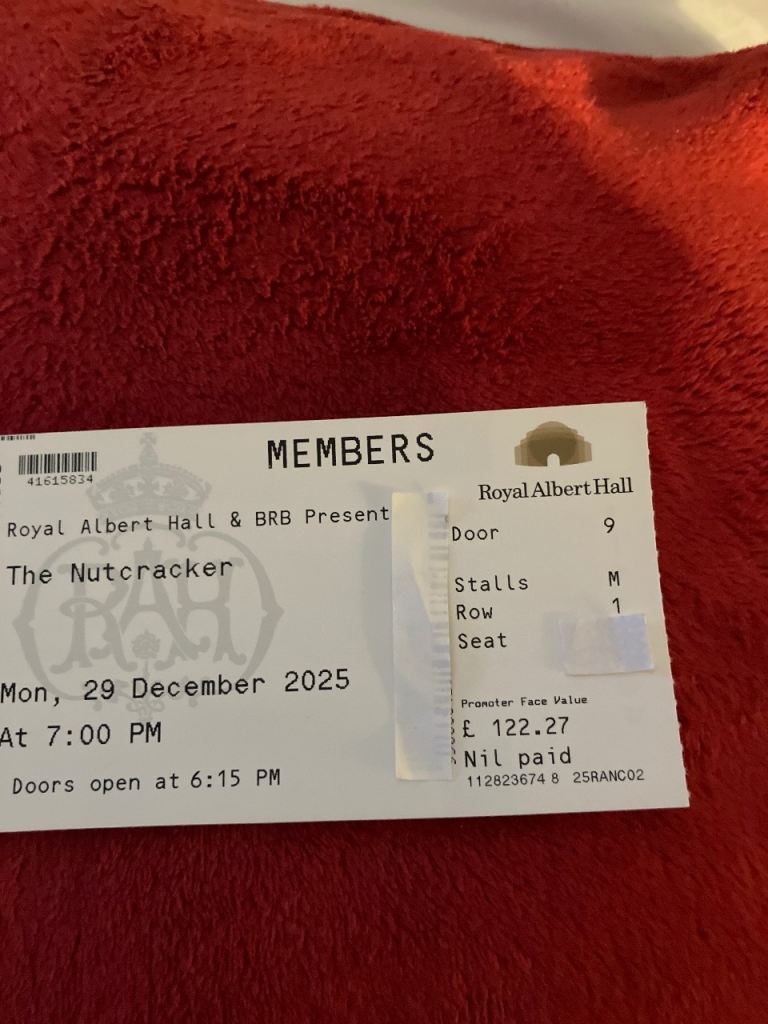 41615834
MEMBERS
Royal Albert Hall
Royal Albert Hall & BRB Present
The Nutcracker
Mon, 29 December 2025
At 7:00 PM
Doors open at 6:15 PM
Door 9
Stalls M
Row 1
Seat
Promoter Face Value
£ 122.27
Nil paid
112823674 8 25RANC02
RAH